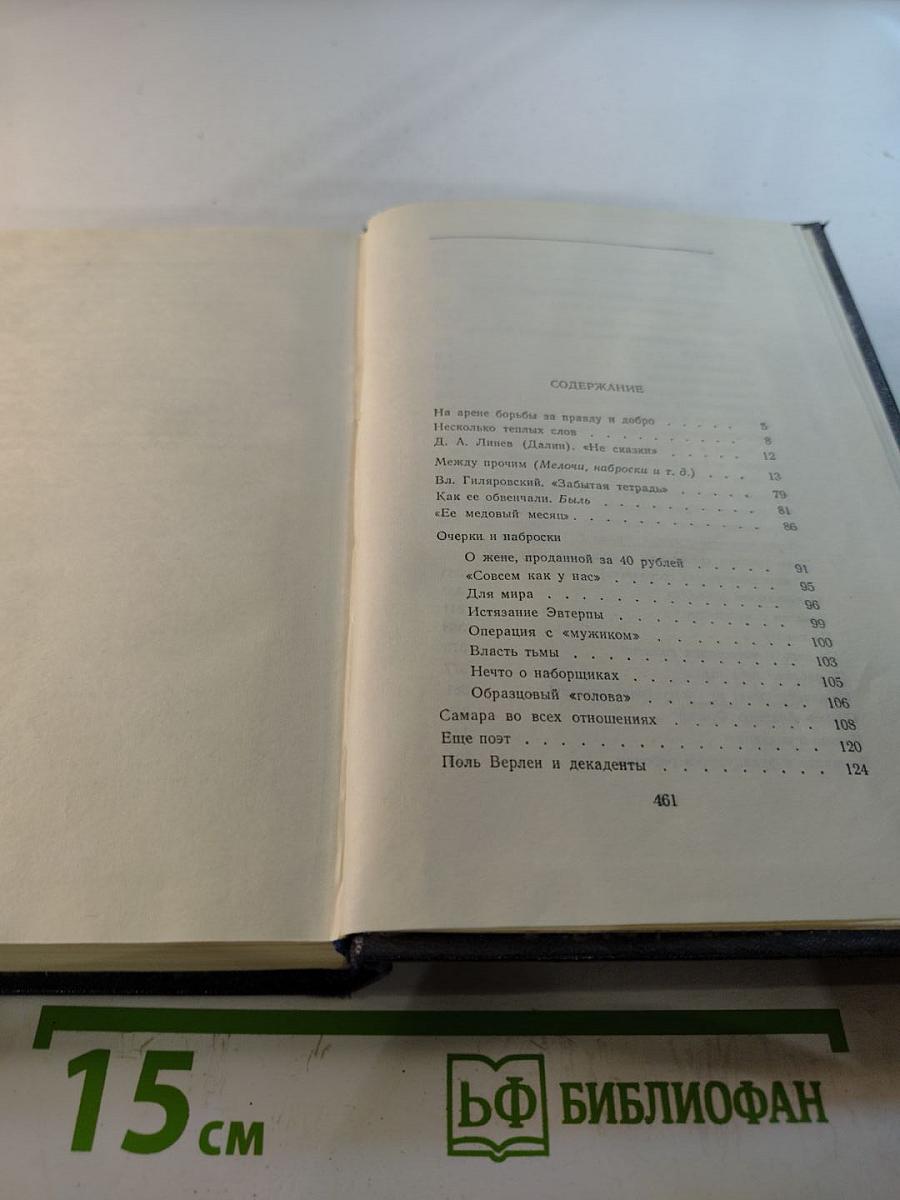 СОДЕРЖАНИЕ
На арене борьбы за правду и добро . . . . . 5
Несколько теплых слов . . . . . . . . . 8
Д. А. Линев (Далин). «Не сказки» . . . . . . 12
Между прочим (Мелочи, наброски и т. д.) . . . 13
Вл. Гиляровский. «Забытая тетрадь» . . . . . 79
Как ее обвенчали. Быль . . . . . . . . . 81
«Ее медовый месяц» . . . . . . . . . . . 86
Очерки и наброски
О жене, проданной за 40 рублей . . . . . 91
«Совсем как у нас» . . . . . . . . . . 95
Для мира . . . . . . . . . . . . . 96
Истязание Эвтерпы . . . . . . . . . . 99
Операция с «мужиком» . . . . . . . . 100
Власть тьмы . . . . . . . . . . . . 103
Нечто о наборщиках . . . . . . . . . 105
Образцовый «голова» . . . . . . . . . 106
Самара во всех отношениях . . . . . . . 108
Еще поэт . . . . . . . . . . . . . . . 120
Поль Верлен и декаденты . . . . . . . . . 124
461
15 см
ЬФ БИБЛИОФАН